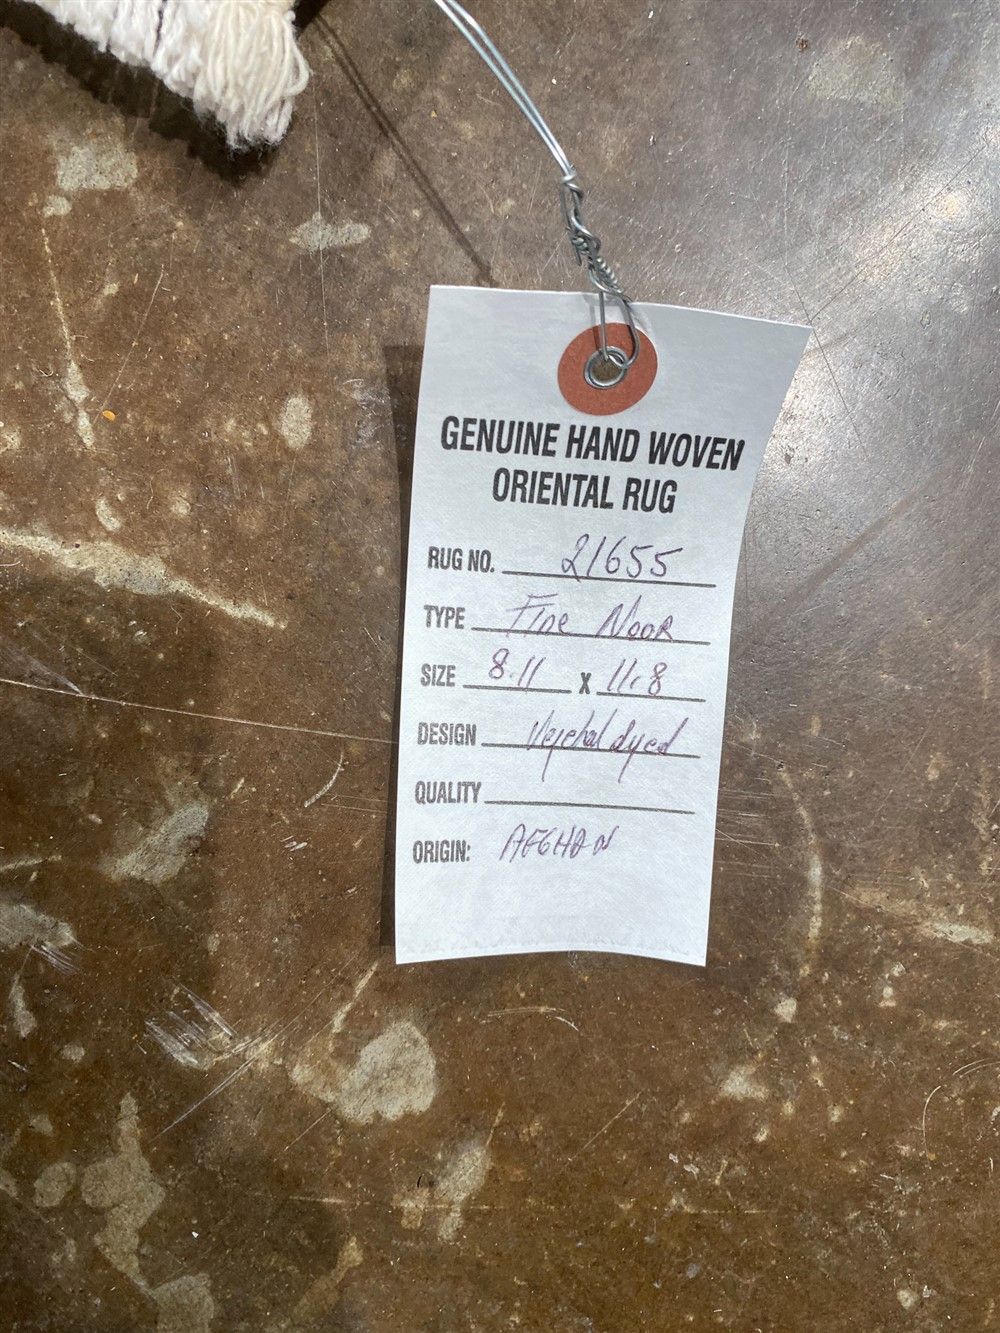 GENUINE HAND WOVEN
ORIENTAL RUG
RUG NO. 21655
TYPE Fine Noor
SIZE 8.11 X 11.8
DESIGN dyed
QUALITY
ORIGIN: AFGHAN